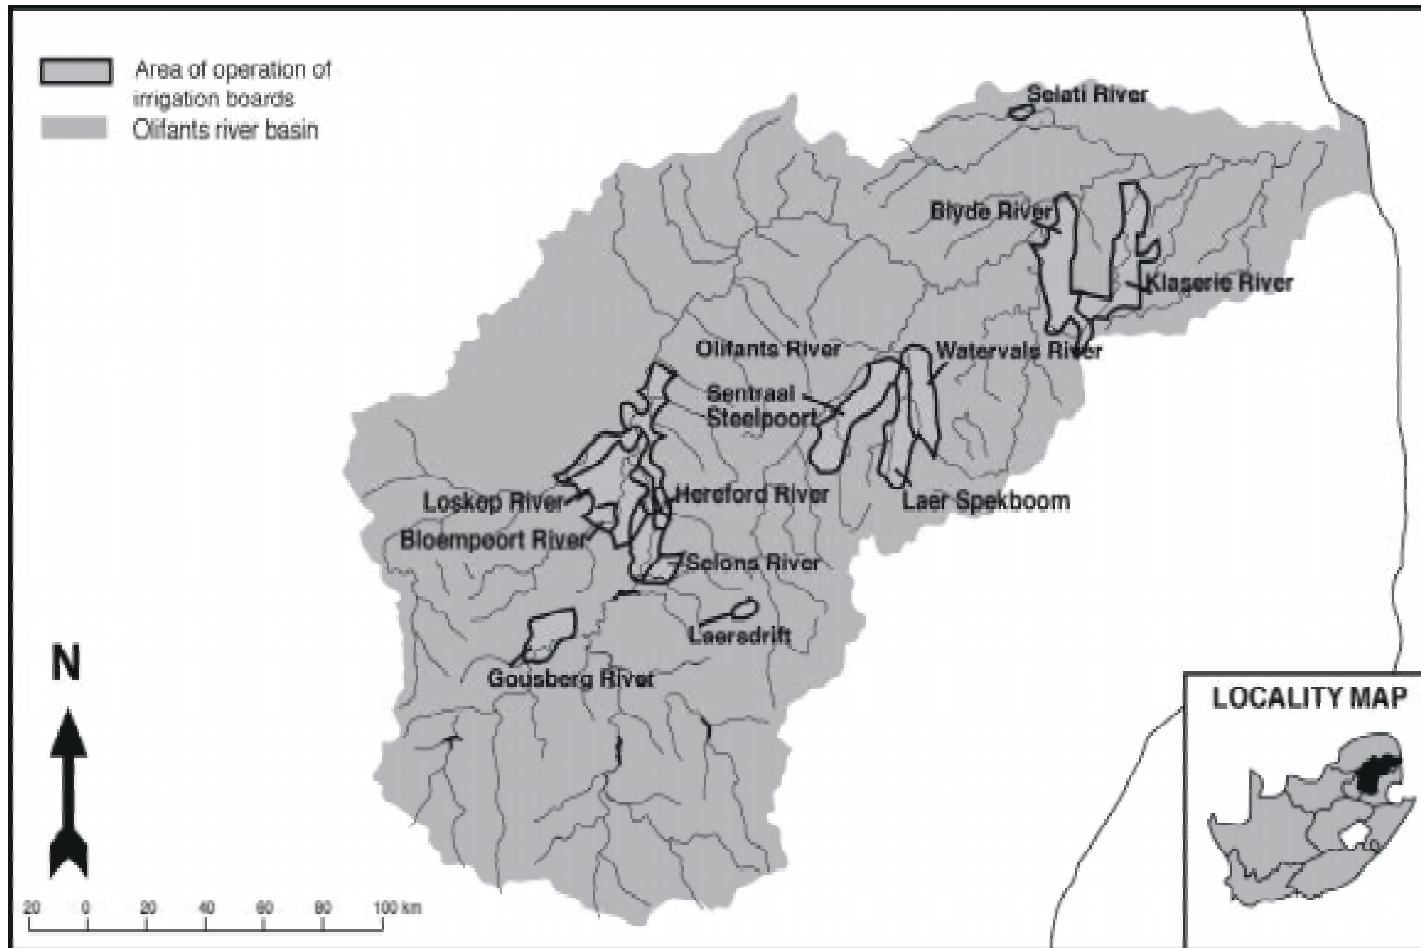 Area of operation of
irrigation boards
Olifants river basin
Selati River
Blyde River
Klaserie River
Olifants River
Watervals River
Sentraal
Steelpoort
Loskop River
Hereford River
Laer Spekboom
Bloempoort River
Selons River
Laersdrift
Gousberg River
N
LOCALITY MAP
20 0 20 40 60 80 100 km